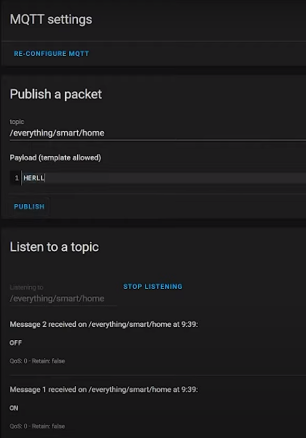 MQTT settings
RE-CONFIGURE MQTT
Publish a packet
topic
/everything/smart/home
Payload (template allowed)
1 HERLL
PUBLISH
Listen to a topic
Listening to
/everything/smart/home
STOP LISTENING
Message 2 received on /everything/smart/home at 9:39:
OFF
QoS: 0 - Retain: false
Message 1 received on /everything/smart/home at 9:39:
ON
QoS: 0 - Retain: false